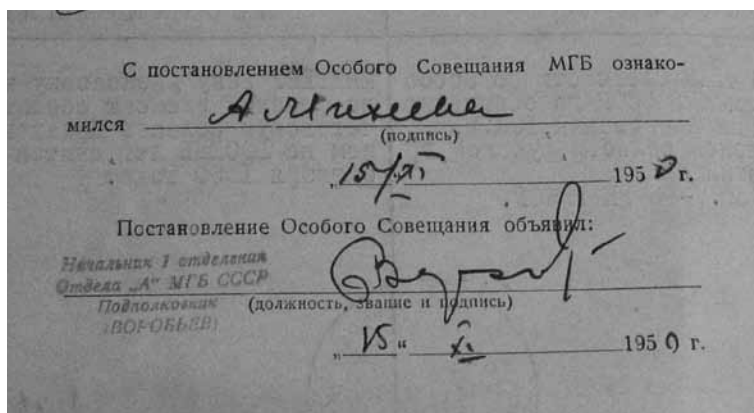 С постановлением Особого Совещания МГБ ознако-
мился А Михеева
(подпись)
„15/XI 1950 г.
Постановление Особого Совещания объявил:
Начальник 1 отделения
Отдела „А" МГБ СССР
Подполковник
(ВОРОБЬЕВ)
(должность, звание и подпись)
„15" XI 1950 г.